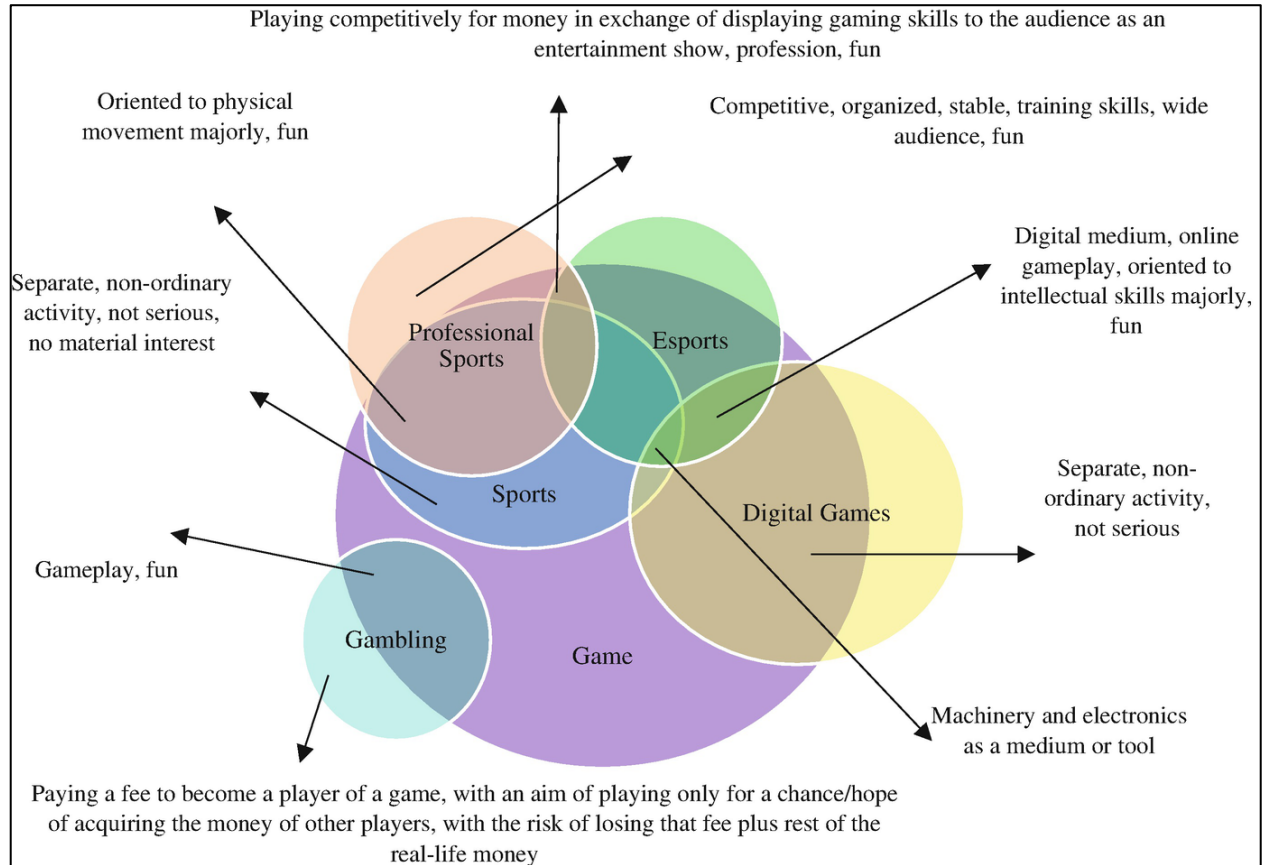 Playing competitively for money in exchange of displaying gaming skills to the audience as an
entertainment show, profession, fun
Oriented to physical
movement majorly, fun
Competitive, organized, stable, training skills, wide
audience, fun
Separate, non-ordinary
activity, not serious,
no material interest
Digital medium, online
gameplay, oriented to
intellectual skills majorly,
fun
Professional
Sports
Esports
Sports
Digital Games
Separate, non-
ordinary activity,
not serious
Gameplay, fun
Gambling
Game
Machinery and electronics
as a medium or tool
Paying a fee to become a player of a game, with an aim of playing only for a chance/hope
of acquiring the money of other players, with the risk of losing that fee plus rest of the
real-life money